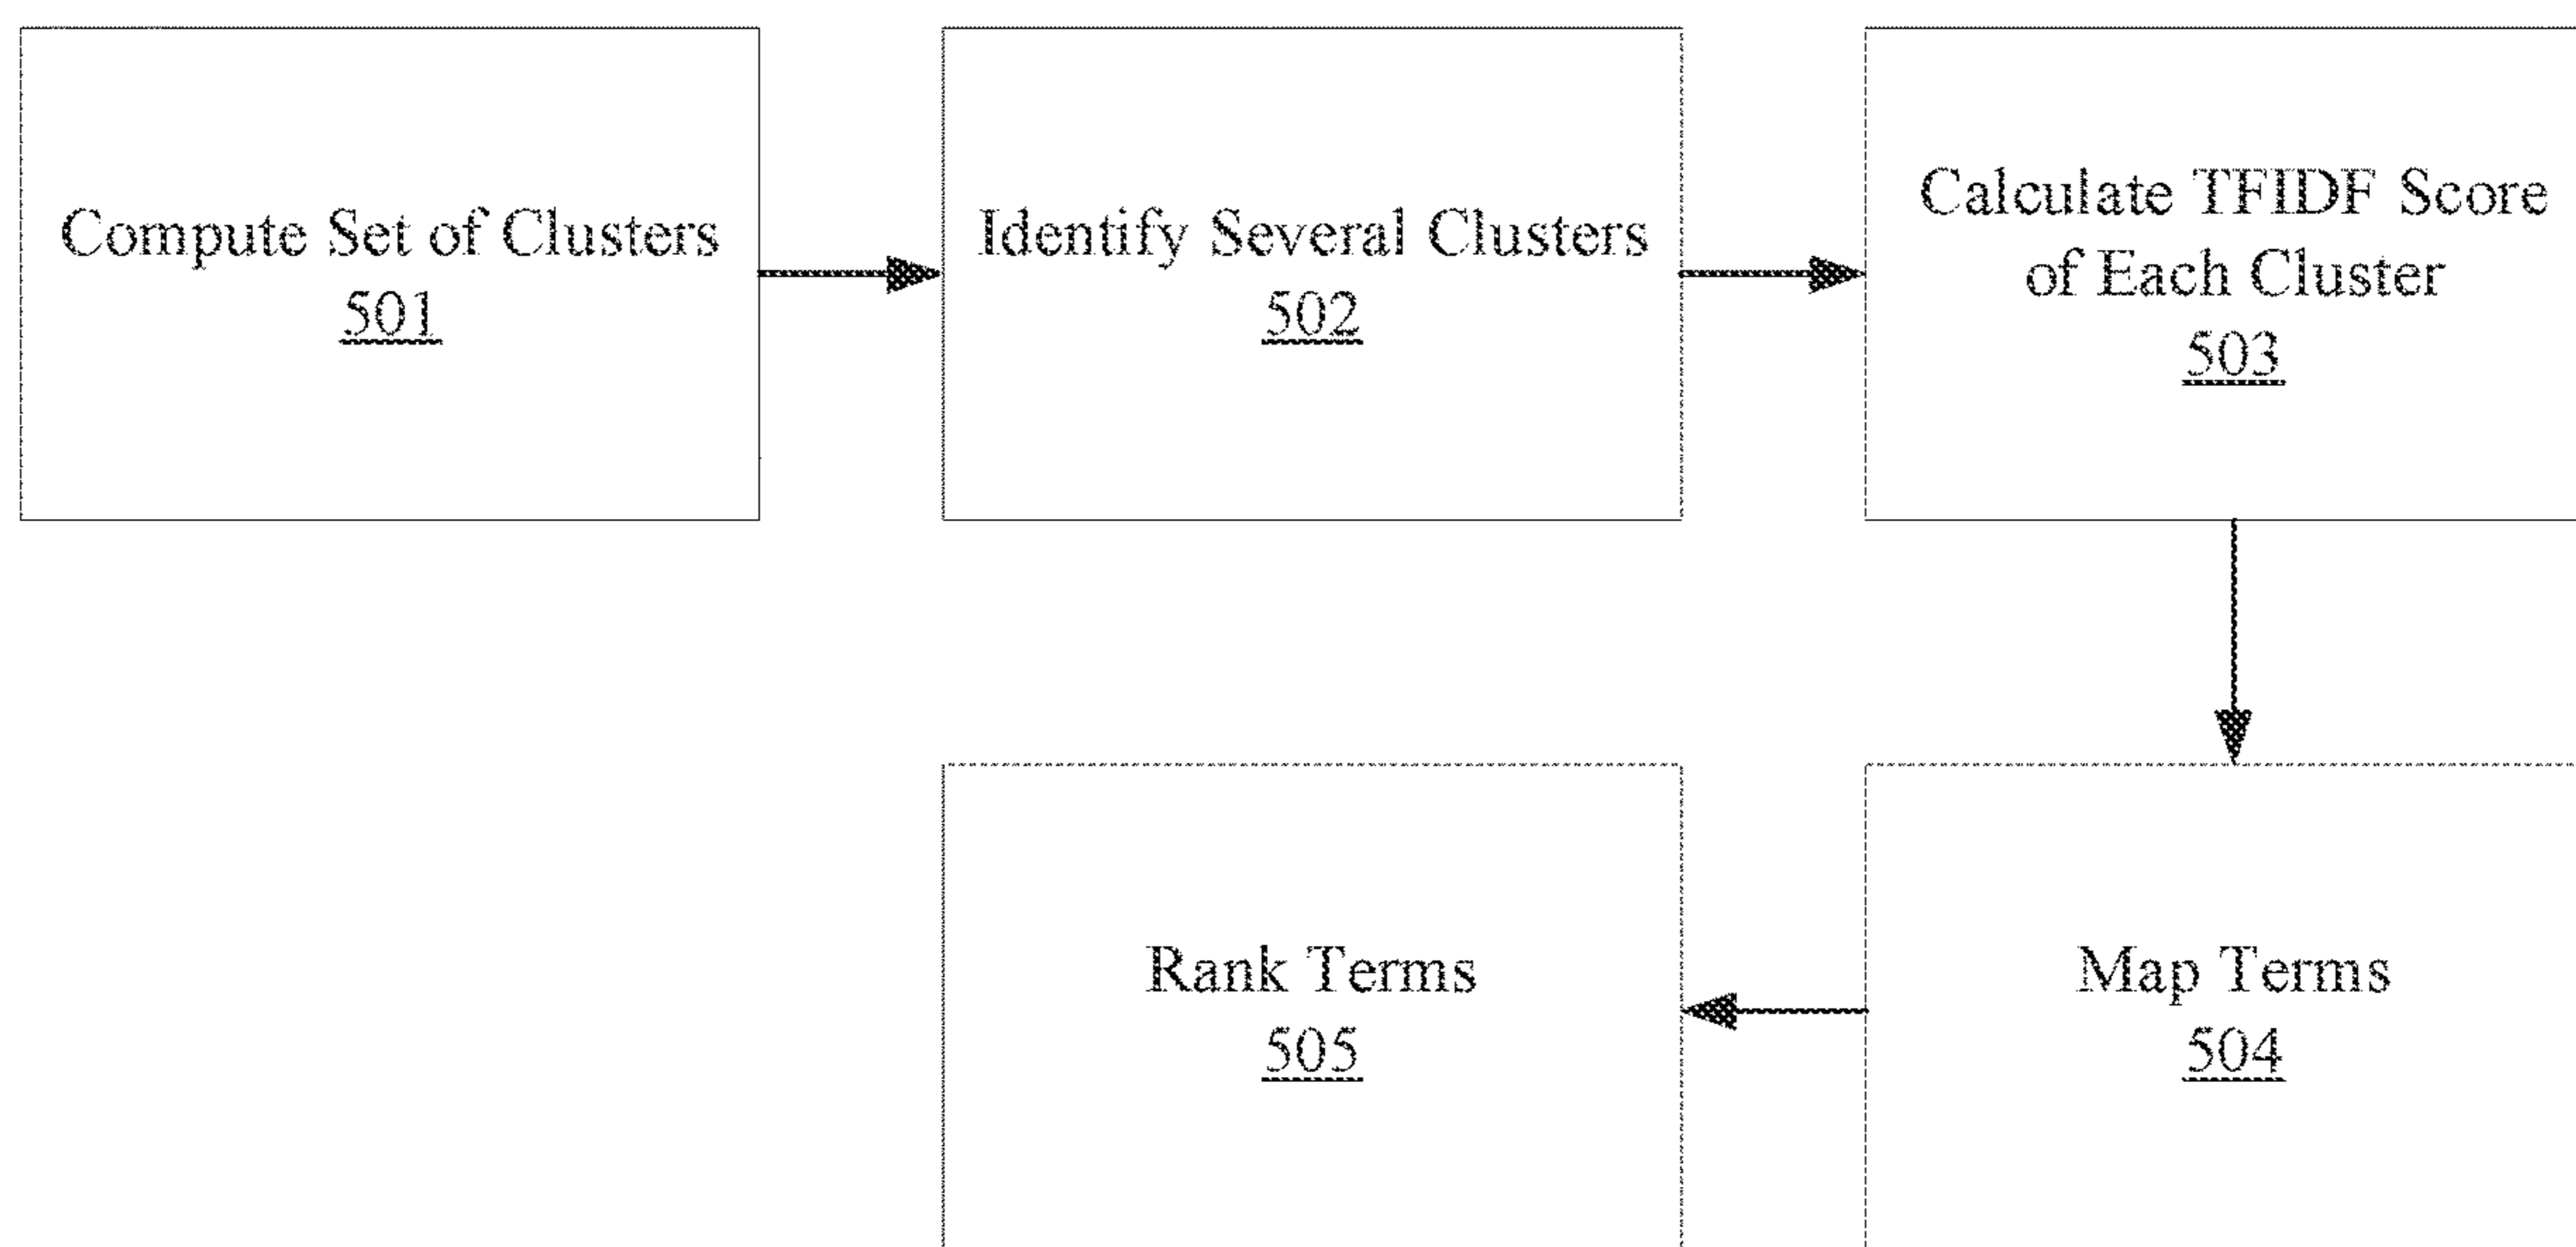 Compute Set of Clusters
501
Identify Several Clusters
502
Calculate TFIDF Score
of Each Cluster
503
Rank Terms
505
Map Terms
504